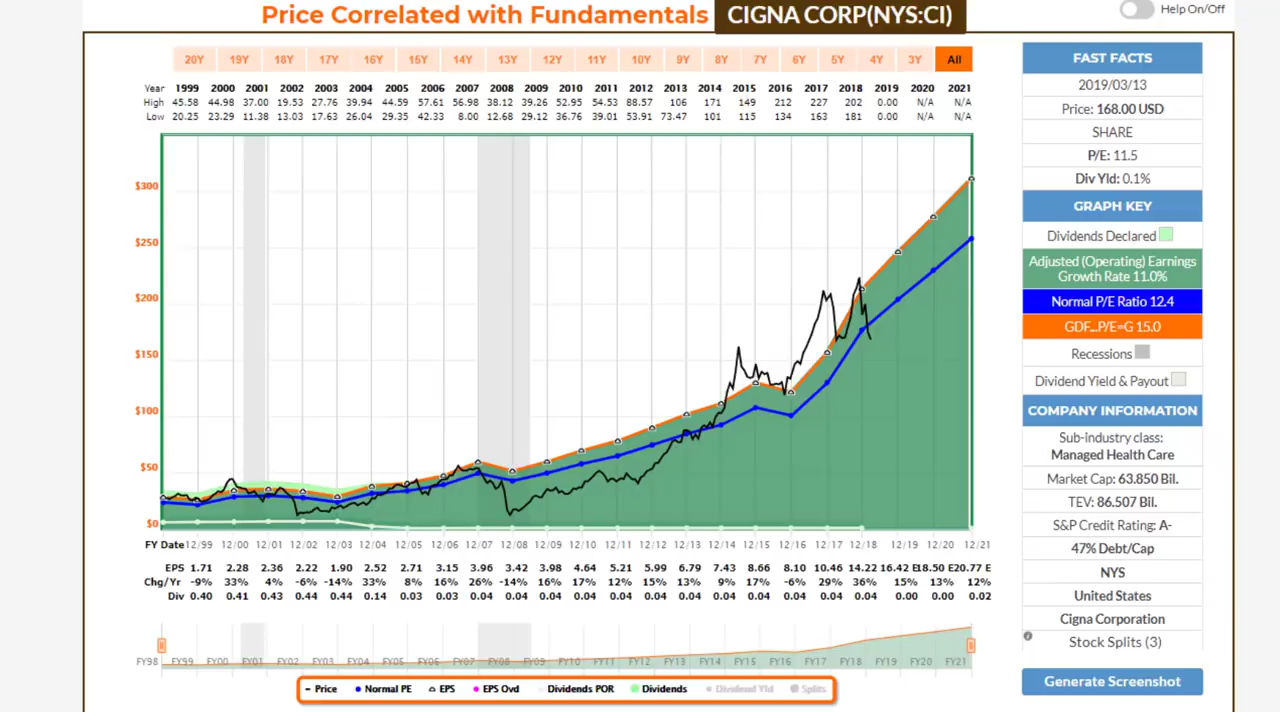 Price Correlated with Fundamentals CIGNA CORP(NYS:CI)
Help On/Off
20Y 19Y 18Y 17Y 16Y 15Y 14Y 13Y 12Y 11Y 10Y 9Y 8Y 7Y 6Y 5Y 4Y 3Y All
Year 1999 2000 2001 2002 2003 2004 2005 2006 2007 2008 2009 2010 2011 2012 2013 2014 2015 2016 2017 2018 2019 2020 2021
High 45.58 44.98 37.00 19.53 27.76 39.94 44.59 57.61 56.98 38.12 39.26 52.95 54.53 88.57 106 171 149 212 227 202 0.00 N/A N/A
Low 20.25 23.29 11.38 13.03 17.63 26.04 29.35 42.33 8.00 12.68 29.12 36.76 39.01 53.91 73.47 101 115 134 163 181 0.00 N/A N/A
$300
$250
$200
$150
$100
$50
$0
FY Date 12/99 12/00 12/01 12/02 12/03 12/04 12/05 12/06 12/07 12/08 12/09 12/10 12/11 12/12 12/13 12/14 12/15 12/16 12/17 12/18 12/19 12/20 12/21
EPS 1.71 2.28 2.36 2.22 1.90 2.52 2.71 3.15 3.96 3.42 3.98 4.64 5.21 5.99 6.79 7.43 8.66 8.10 10.46 14.22 16.42 E 18.50 E 20.77 E
Chg/Yr -9% 33% 4% -6% -14% 33% 8% 16% 26% -14% 16% 17% 12% 15% 13% 9% 17% -6% 29% 36% 15% 13% 12%
Div 0.40 0.41 0.43 0.44 0.44 0.14 0.03 0.03 0.04 0.04 0.04 0.04 0.04 0.04 0.04 0.04 0.04 0.04 0.04 0.04 0.00 0.00 0.02
FY98 FY99 FY00 FY01 FY02 FY03 FY04 FY05 FY06 FY07 FY08 FY09 FY10 FY11 FY12 FY13 FY14 FY15 FY16 FY17 FY18 FY19 FY20 FY21
Price Normal PE EPS EPS Ovd Dividends POR Dividends Dividend Yld Splits
FAST FACTS
2019/03/13
Price: 168.00 USD
SHARE
P/E: 11.5
Div Yld: 0.1%
GRAPH KEY
Dividends Declared
Adjusted (Operating) Earnings
Growth Rate 11.0%
Normal P/E Ratio 12.4
GDF...P/E=G 15.0
Recessions
Dividend Yield & Payout
COMPANY INFORMATION
Sub-industry class:
Managed Health Care
Market Cap: 63.850 Bil.
TEV: 86.507 Bil.
S&P Credit Rating: A-
47% Debt/Cap
NYS
United States
Cigna Corporation
Stock Splits (3)
Generate Screenshot